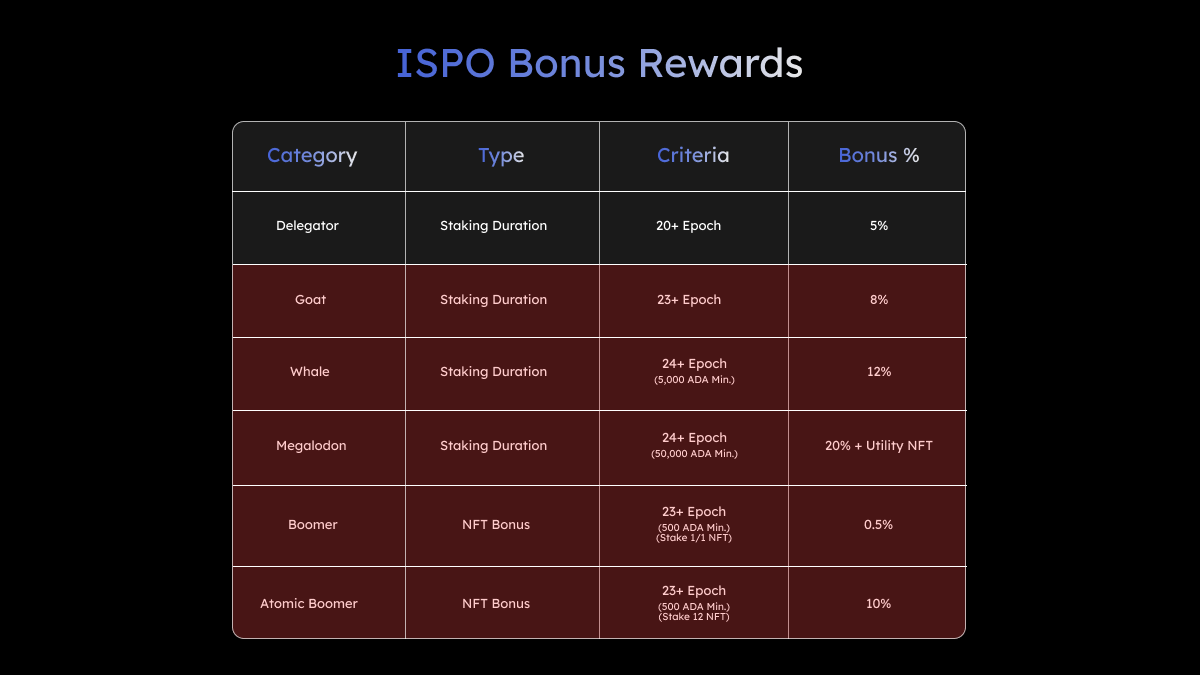 ISPO Bonus Rewards
Category Type Criteria Bonus %
Delegator Staking Duration 20+ Epoch 5%
Goat Staking Duration 23+ Epoch 8%
Whale Staking Duration 24+ Epoch 12%
(5,000 ADA Min.)
Megalodon Staking Duration 24+ Epoch 20% + Utility NFT
(50,000 ADA Min.)
Boomer NFT Bonus 23+ Epoch 0.5%
(500 ADA Min.)
(Stake 1/1 NFT)
Atomic Boomer NFT Bonus 23+ Epoch 10%
(500 ADA Min.)
(Stake 12 NFT)